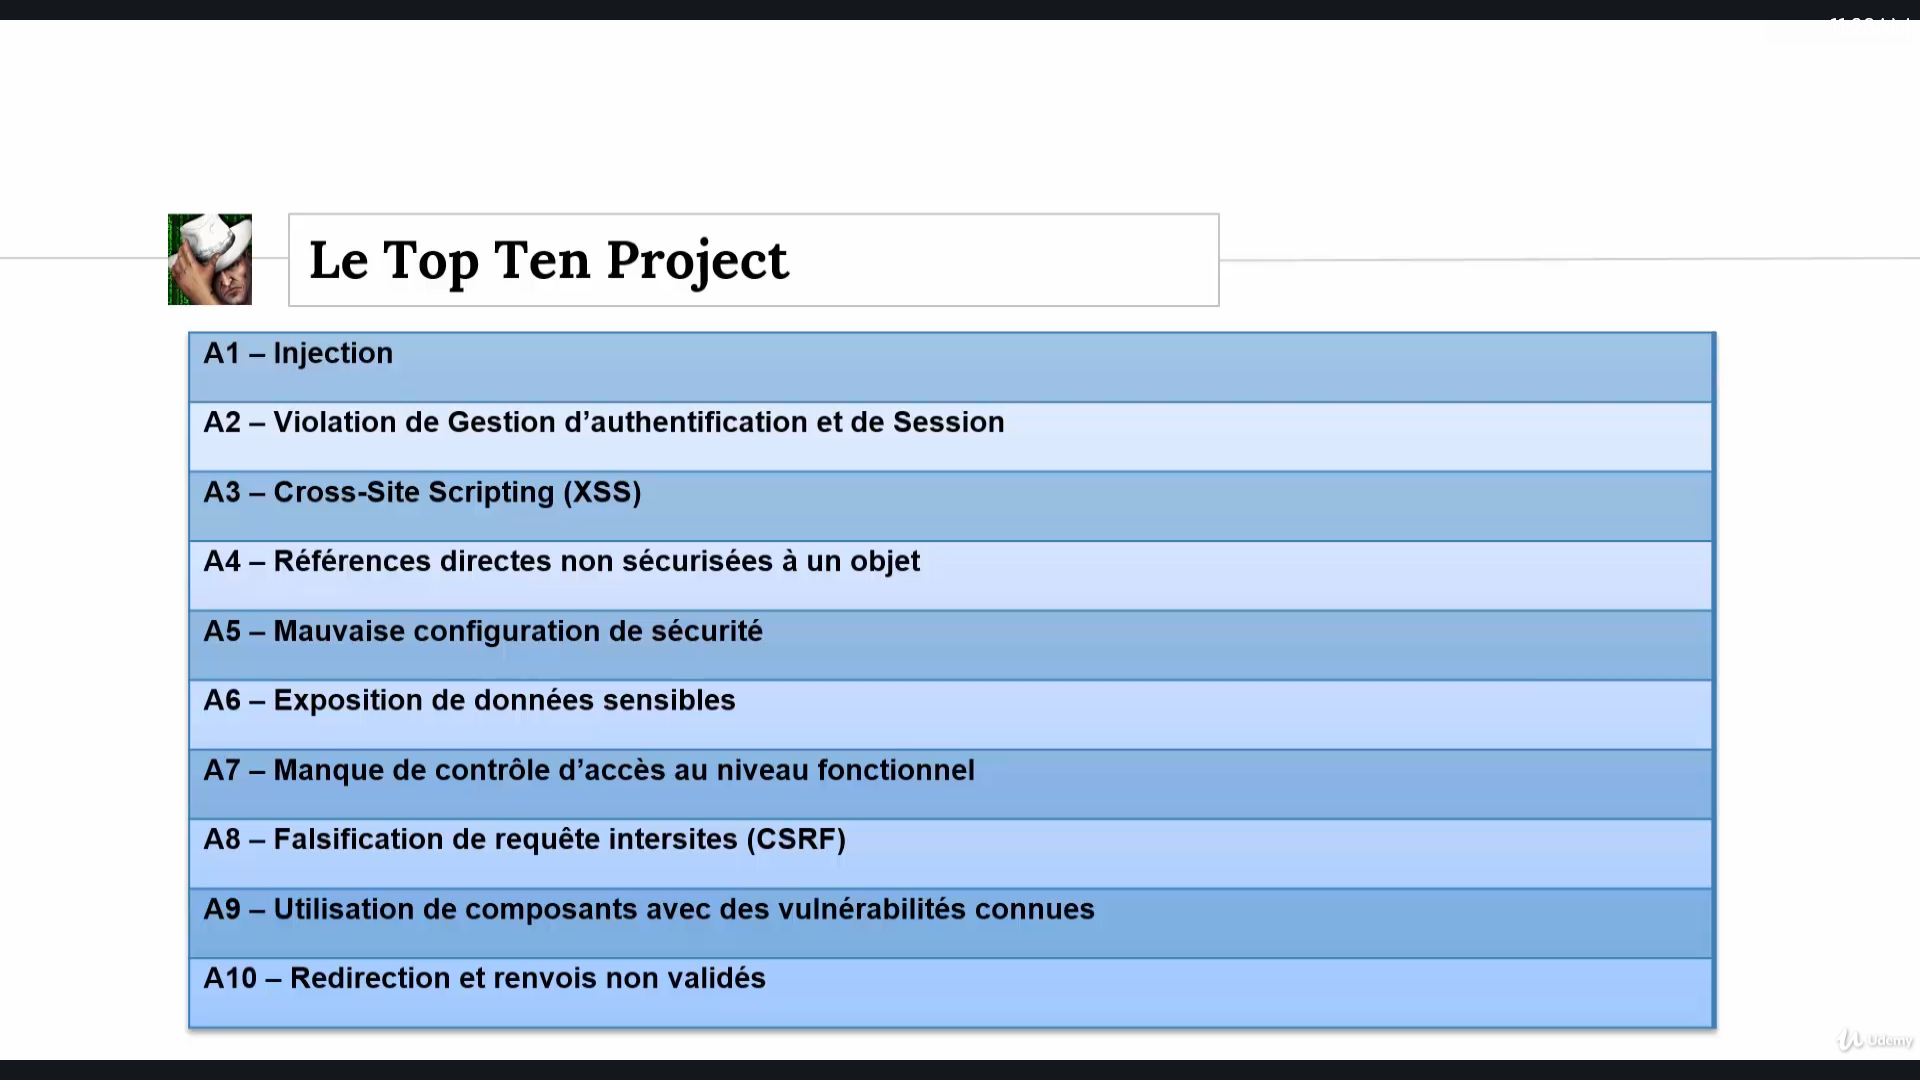 Le Top Ten Project
A1 – Injection
A2 – Violation de Gestion d’authentification et de Session
A3 – Cross-Site Scripting (XSS)
A4 – Références directes non sécurisées à un objet
A5 – Mauvaise configuration de sécurité
A6 – Exposition de données sensibles
A7 – Manque de contrôle d’accès au niveau fonctionnel
A8 – Falsification de requête intersites (CSRF)
A9 – Utilisation de composants avec des vulnérabilités connues
A10 – Redirection et renvois non validés
Udemy